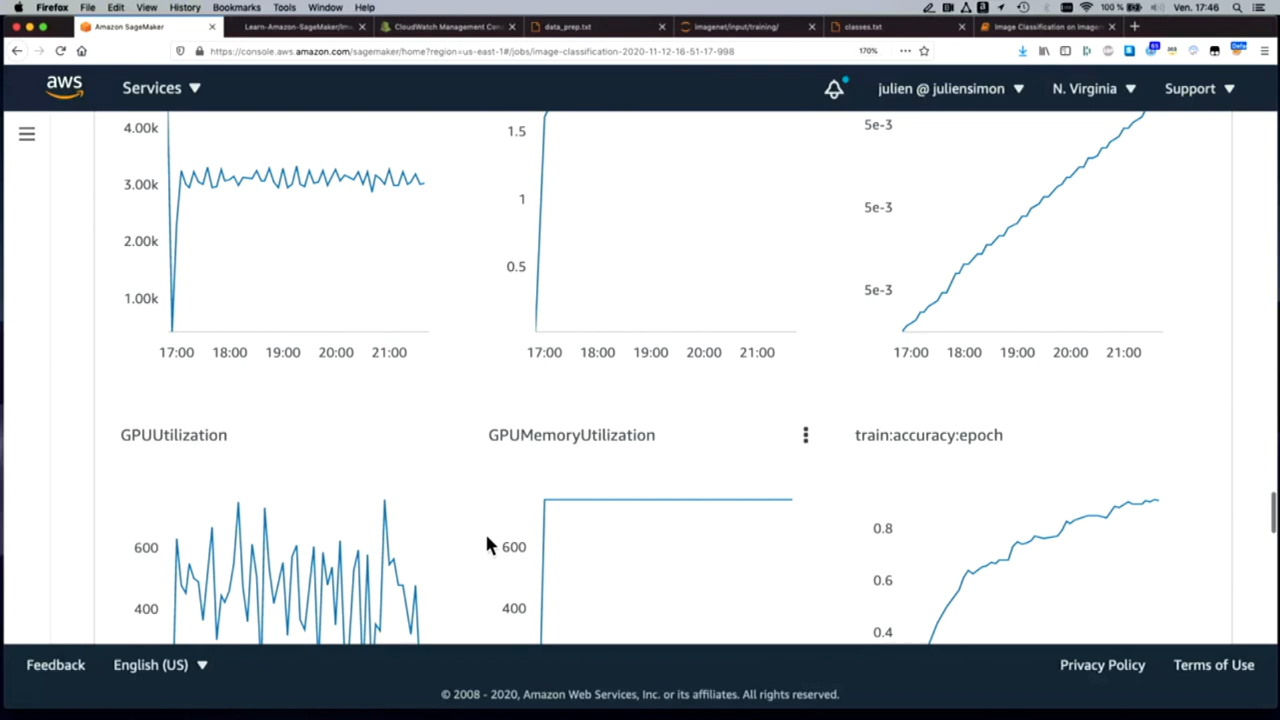 Firefox File Edit View History Bookmarks Tools Window Help 100 % Ven. 17:46
Amazon SageMaker
Learn-Amazon-SageMaker/Im
CloudWatch Management Con
data_prep.txt
imagenet/input/training/
classes.txt
Image Classification on Imagen
https://console.aws.amazon.com/sagemaker/home?region=us-east-1#/jobs/image-classification-2020-11-12-16-51-17-998 170%
aws Services julien @ juliensimon N. Virginia Support
4.00k
3.00k
2.00k
1.00k
17:00 18:00 19:00 20:00 21:00
1.5
1
0.5
17:00 18:00 19:00 20:00 21:00
5e-3
5e-3
5e-3
17:00 18:00 19:00 20:00 21:00
GPUUtilization
600
400
GPUMemoryUtilization
600
400
train:accuracy:epoch
0.8
0.6
0.4
Feedback English (US) Privacy Policy Terms of Use
© 2008 - 2020, Amazon Web Services, Inc. or its affiliates. All rights reserved.